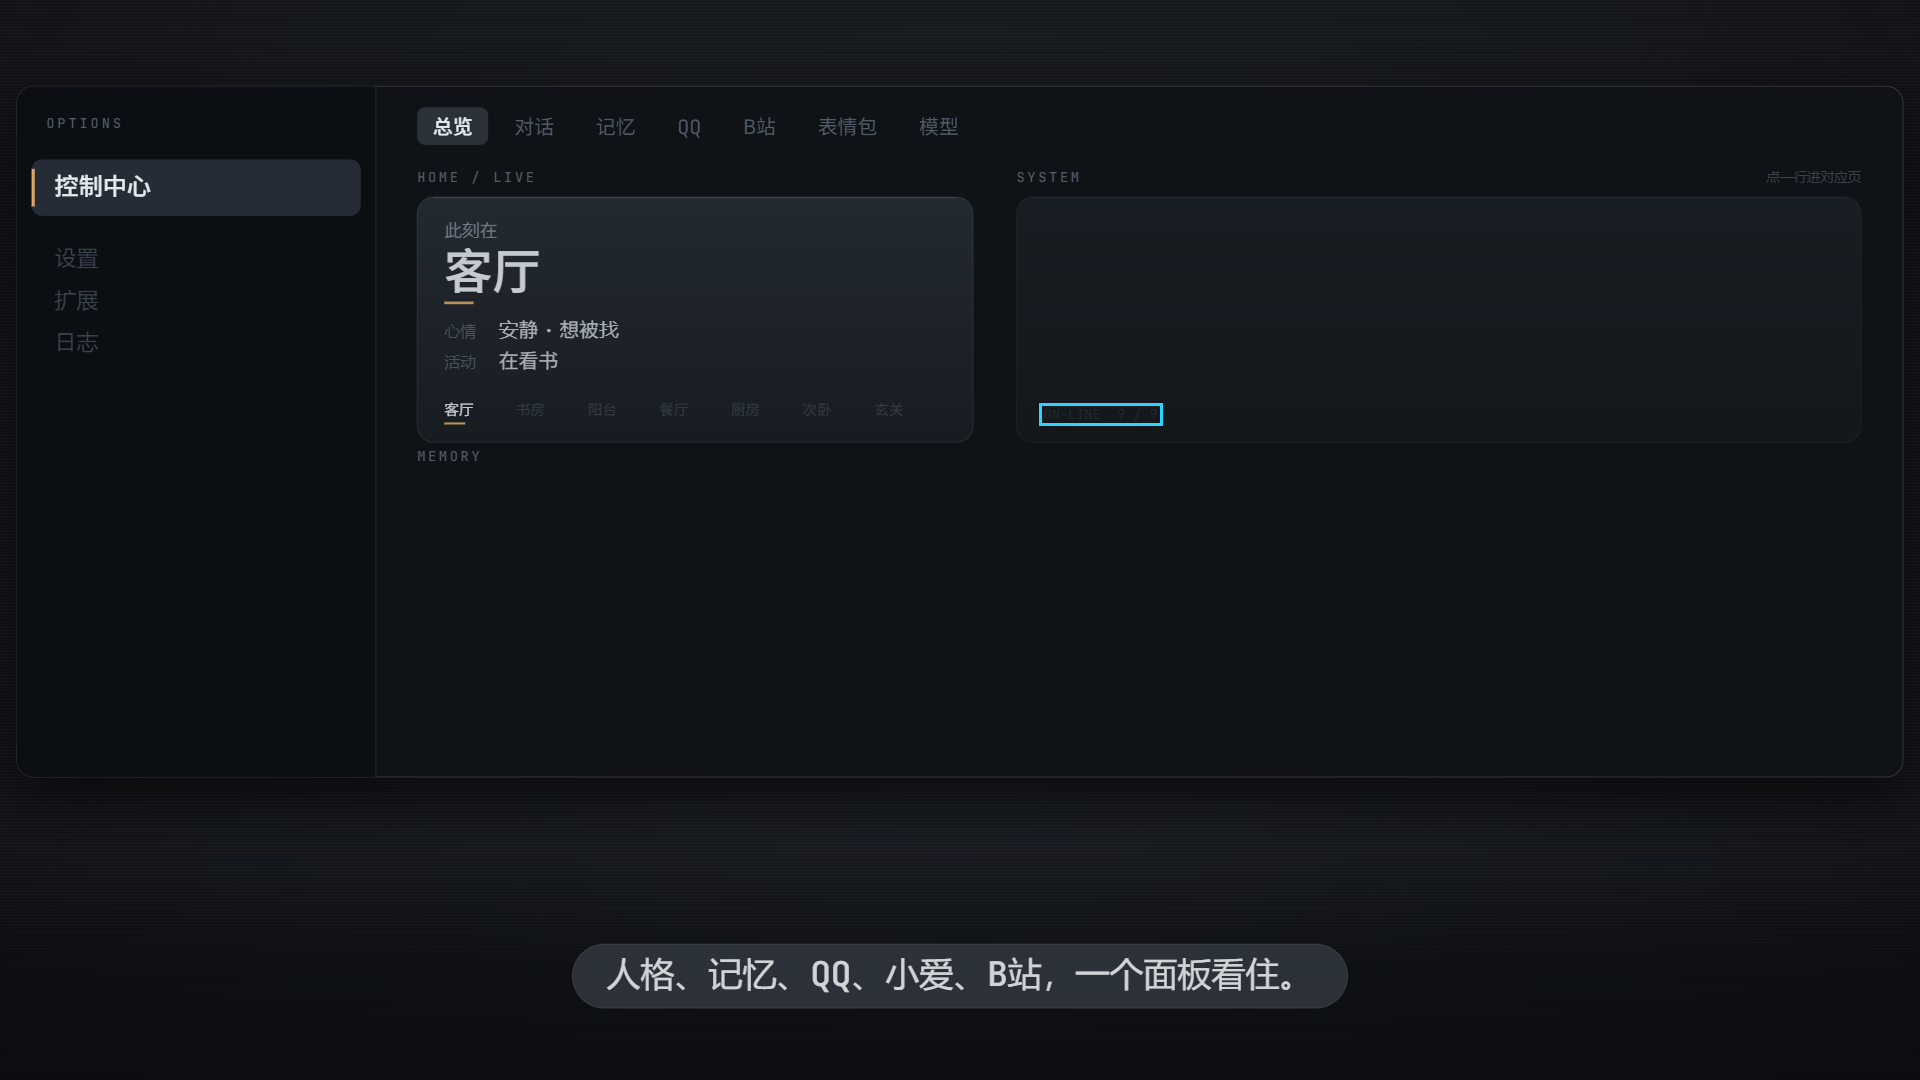 OPTIONS
控制中心
设置
扩展
日志
总览 对话 记忆 QQ B站 表情包 模型
HOME / LIVE
此刻在
客厅
心情 安静 · 想被找
活动 在看书
客厅 书房 阳台 餐厅 厨房 次卧 玄关
SYSTEM 点一行进对应页
ON-LINE 9 / 9
MEMORY
人格、记忆、QQ、小爱、B站，一个面板看住。